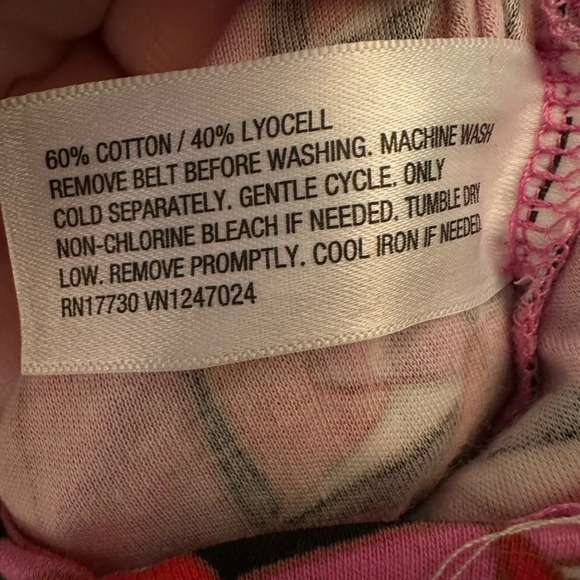 60% COTTON / 40% LYOCELL
REMOVE BELT BEFORE WASHING. MACHINE WASH
COLD SEPARATELY. GENTLE CYCLE. ONLY
NON-CHLORINE BLEACH IF NEEDED. TUMBLE DRY
LOW. REMOVE PROMPTLY. COOL IRON IF NEEDED.
RN17730 VN1247024